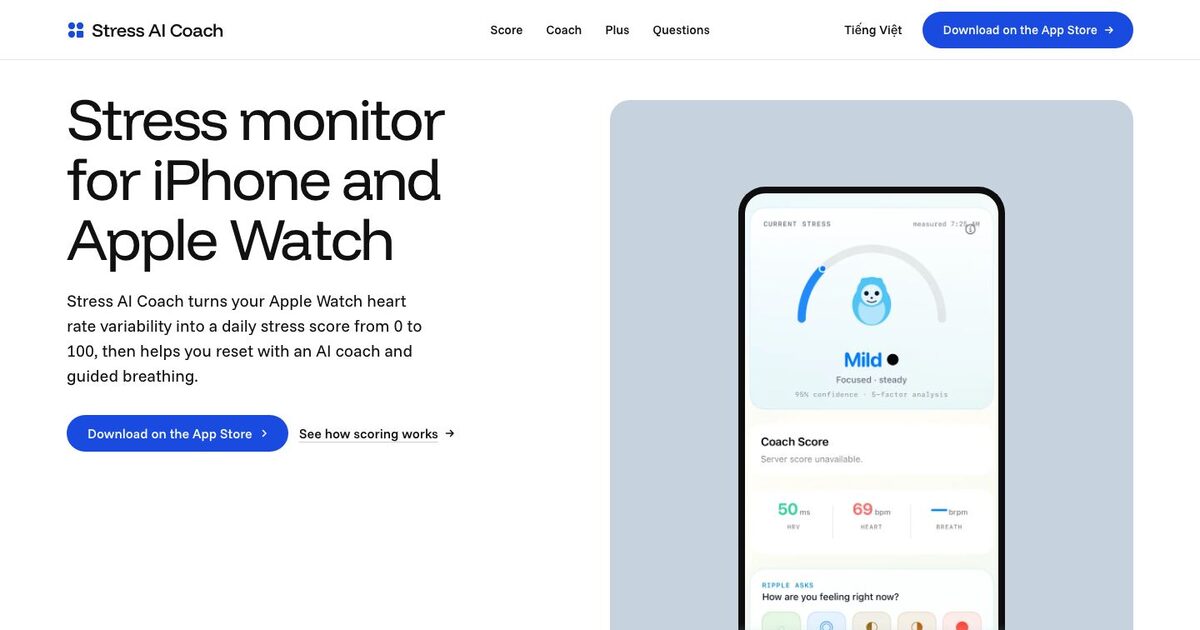 Stress AI Coach
Score
Coach
Plus
Questions
Tiếng Việt
Download on the App Store →
Stress monitor
for iPhone and
Apple Watch
Stress AI Coach turns your Apple Watch heart
rate variability into a daily stress score from 0 to
100, then helps you reset with an AI coach and
guided breathing.
Download on the App Store
See how scoring works →
CURRENT STRESS
measured 7:25 AM
Mild
Focused · steady
95% confidence · 5-factor analysis
Coach Score
Server score unavailable.
50 ms
HRV
69 bpm
HEART
— brpm
BREATH
RIPPLE ASKS
How are you feeling right now?